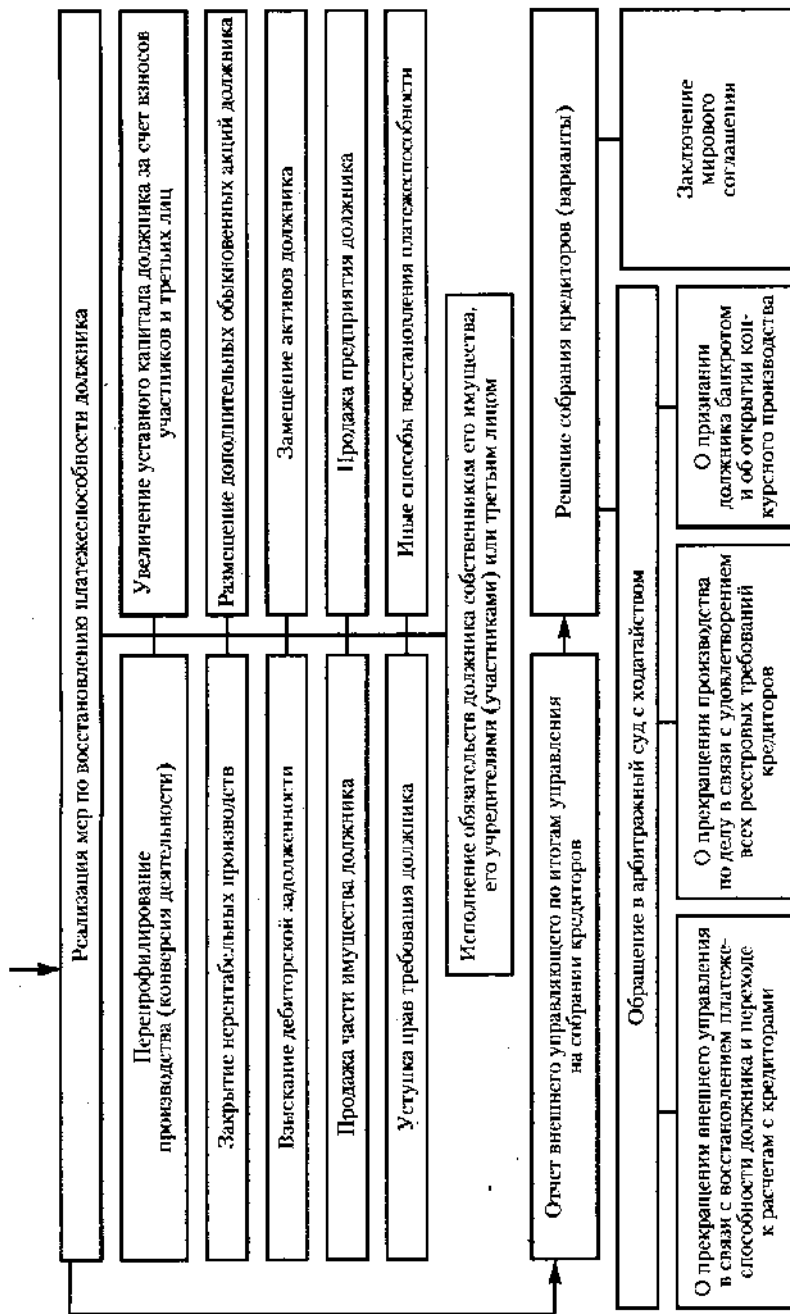 Реализация мер по восстановлению платежеспособности должника
Перепрофилирование
производства (конверсия деятельности)
Увеличение уставного капитала должника за счет взносов
участников и третьих лиц
Закрытие нерентабельных производств
Размещение дополнительных обыкновенных акций должника
Взыскание дебиторской задолженности
Замещение активов должника
Продажа части имущества должника
Продажа предприятия должника
Уступка прав требования должника
Иные способы восстановления платежеспособности
Исполнение обязательств должника собственником его имущества,
его учредителями (участниками) или третьим лицом
Отчет внешнего управляющего по итогам управления
на собрании кредиторов
Решение собрания кредиторов (варианты)
Обращение в арбитражный суд с ходатайством
Заключение
мирового
соглашения
О прекращении внешнего управления
в связи с восстановлением платеже-
способности должника и переходе
к расчетам с кредиторами
О прекращении производства
по делу в связи с удовлетворением
всех реестровых требований
кредиторов
О признании
должника банкротом
и об открытии кон-
курсного производства